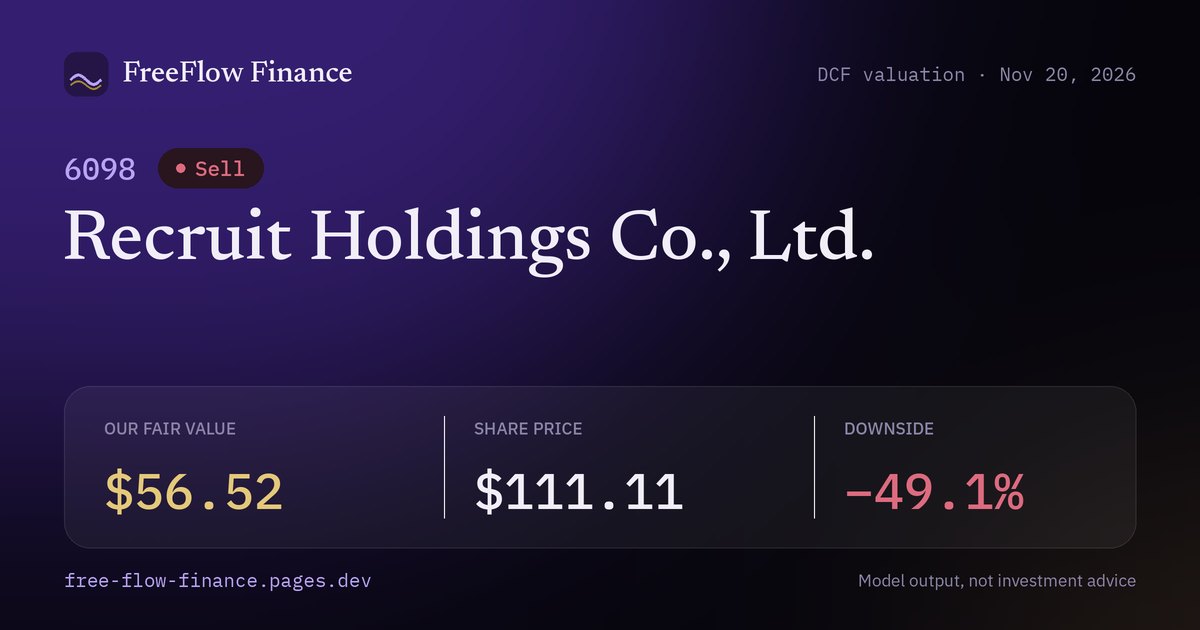 FreeFlow Finance
DCF valuation · Nov 20, 2026
6098
Sell
Recruit Holdings Co., Ltd.
OUR FAIR VALUE
$56.52
SHARE PRICE
$111.11
DOWNSIDE
−49.1%
free-flow-finance.pages.dev
Model output, not investment advice